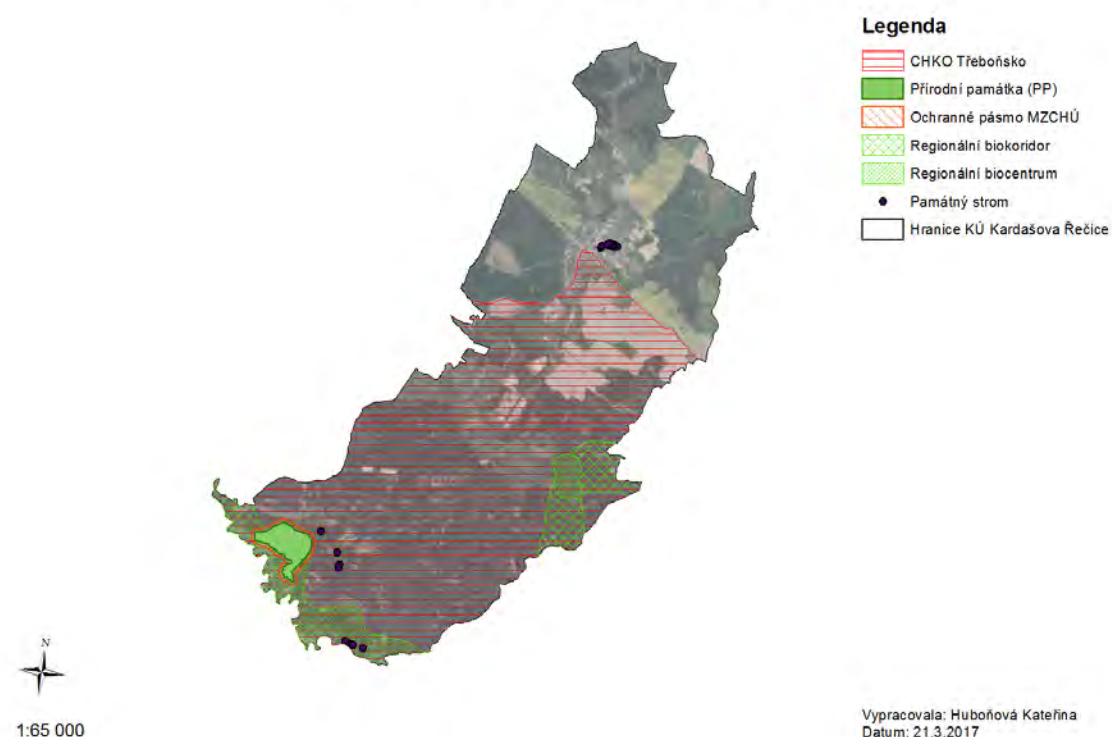 Legenda
CHKO Třeboňsko
Přírodní památka (PP)
Ochranné pásmo MZCHÚ
Regionální biokoridor
Regionální biocentrum
Památný strom
Hranice KÚ Kardašova Řečice
N
1:65 000
Vypracovala: Huboňová Kateřina
Datum: 21.3.2017